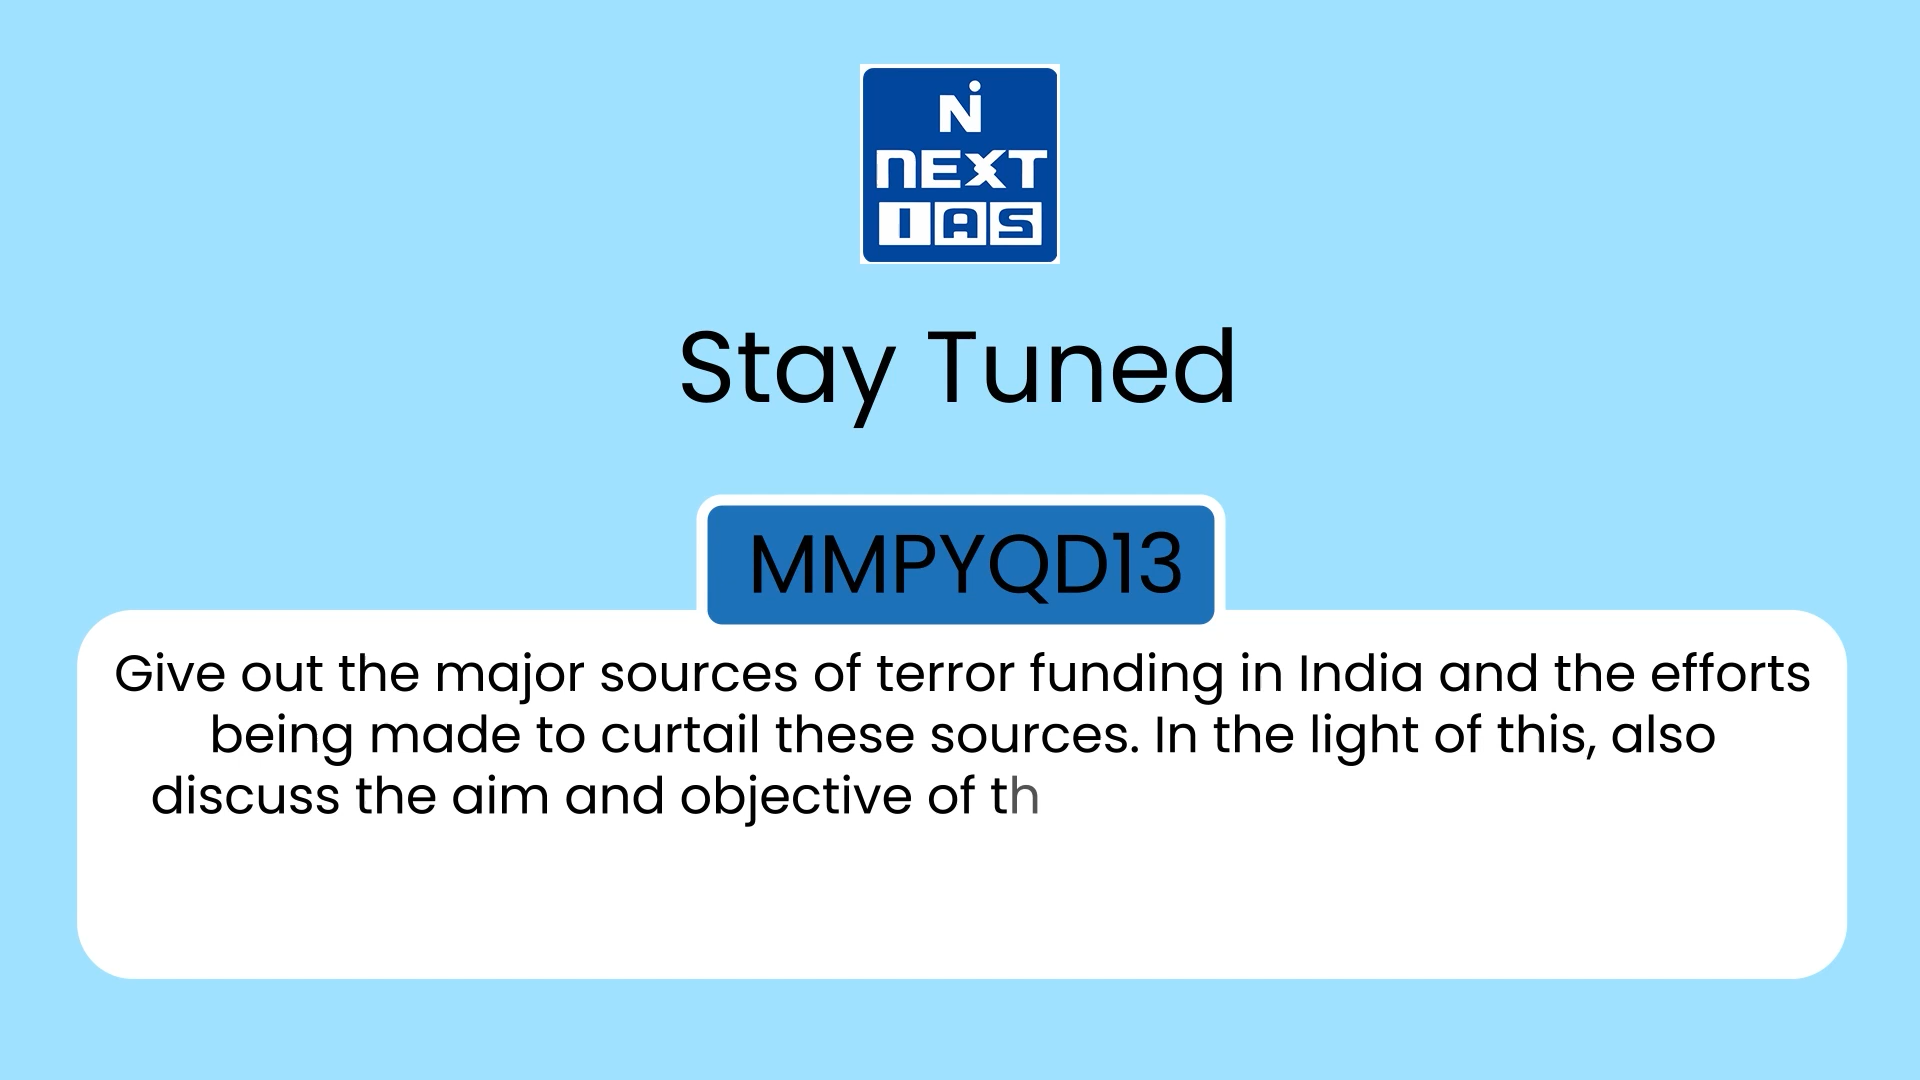 Ni
NEXT
IAS
Stay Tuned
MMPYQD13
Give out the major sources of terror funding in India and the efforts
being made to curtail these sources. In the light of this, also
discuss the aim and objective of th